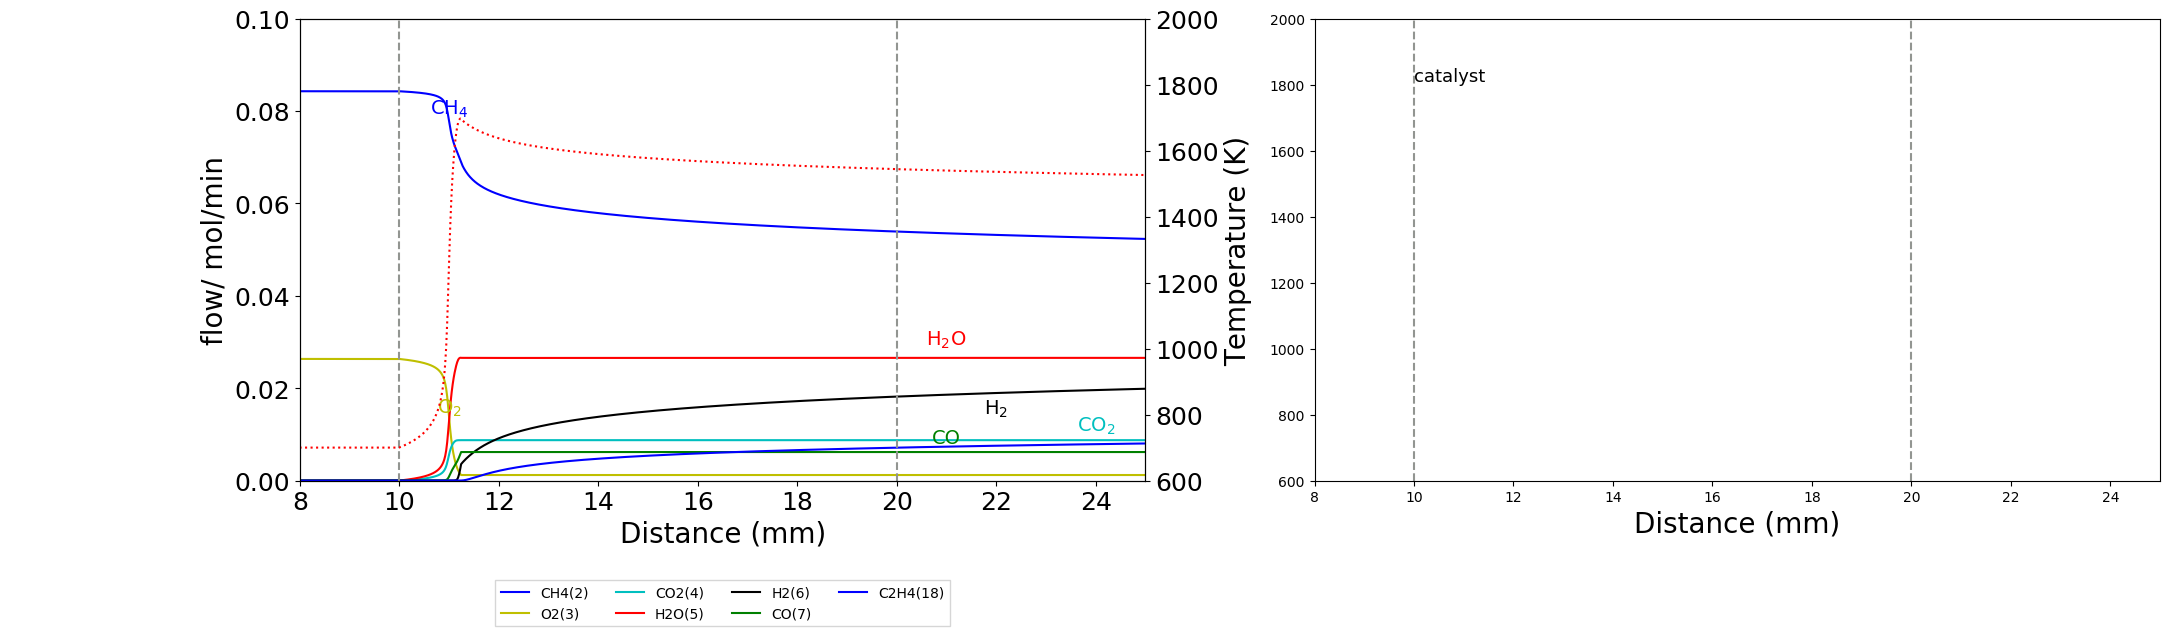 0.10
0.08
0.06
0.04
0.02
0.00
flow/ mol/min
8 10 12 14 16 18 20 22 24
Distance (mm)
2000
1800
1600
1400
1200
1000
800
600
Temperature (K)
CH₄
O₂
H₂O
H₂
CO
CO₂
CH4(2) CO2(4) H2(6) C2H4(18)
O2(3) H2O(5) CO(7)
2000
1800
1600
1400
1200
1000
800
600
catalyst
8 10 12 14 16 18 20 22 24
Distance (mm)